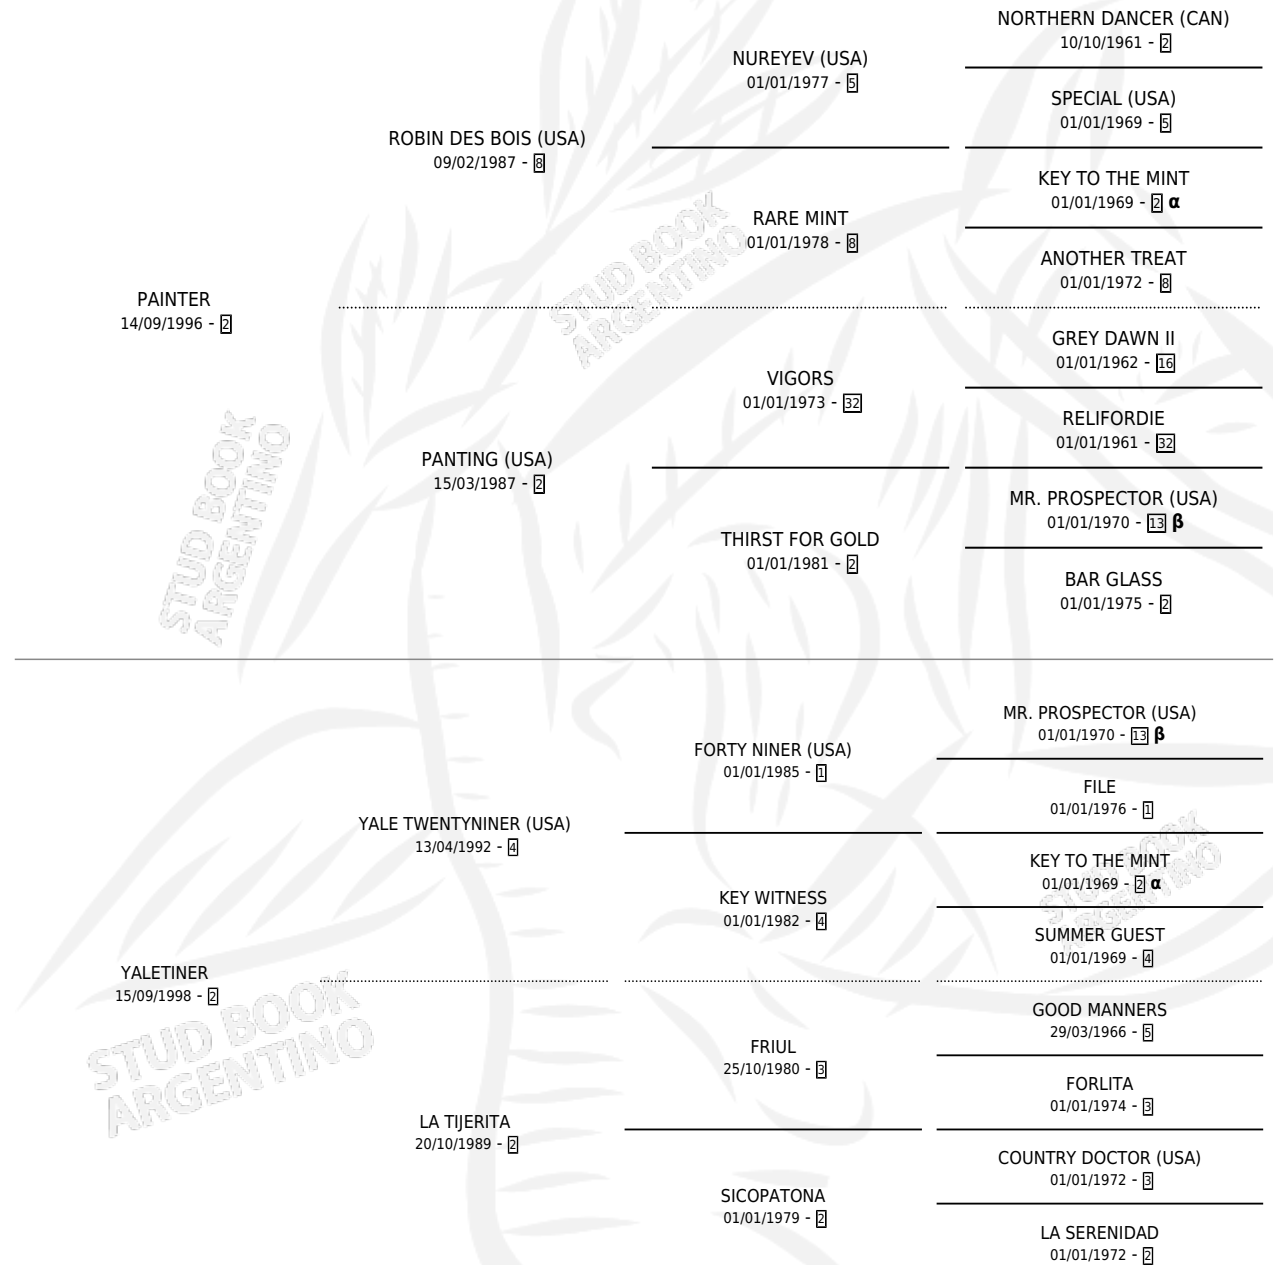 NORTHERN DANCER (CAN)
10/10/1961 - 2
NUREYEV (USA)
01/01/1977 - 5
SPECIAL (USA)
01/01/1969 - 5
ROBIN DES BOIS (USA)
09/02/1987 - 8
KEY TO THE MINT
01/01/1969 - 2 α
RARE MINT
01/01/1978 - 8
ANOTHER TREAT
01/01/1972 - 8
PAINTER
14/09/1996 - 2
GREY DAWN II
01/01/1962 - 16
VIGORS
01/01/1973 - 32
RELIFORDIE
01/01/1961 - 32
PANTING (USA)
15/03/1987 - 2
MR. PROSPECTOR (USA)
01/01/1970 - 13 β
THIRST FOR GOLD
01/01/1981 - 2
BAR GLASS
01/01/1975 - 2
MR. PROSPECTOR (USA)
01/01/1970 - 13 β
FORTY NINER (USA)
01/01/1985 - 1
FILE
01/01/1976 - 1
YALE TWENTYNINER (USA)
13/04/1992 - 4
KEY TO THE MINT
01/01/1969 - 2 α
KEY WITNESS
01/01/1982 - 4
SUMMER GUEST
01/01/1969 - 4
YALETINER
15/09/1998 - 2
GOOD MANNERS
29/03/1966 - 5
FRIUL
25/10/1980 - 3
FORLITA
01/01/1974 - 3
LA TIJERITA
20/10/1989 - 2
COUNTRY DOCTOR (USA)
01/01/1972 - 3
SICOPATONA
01/01/1979 - 2
LA SERENIDAD
01/01/1972 - 2
STUD BOOK
ARGENTINO
STUD BOOK
ARGENTINO
STUD BOOK
ARGENTINO
STUD BOOK
ARGENTINO